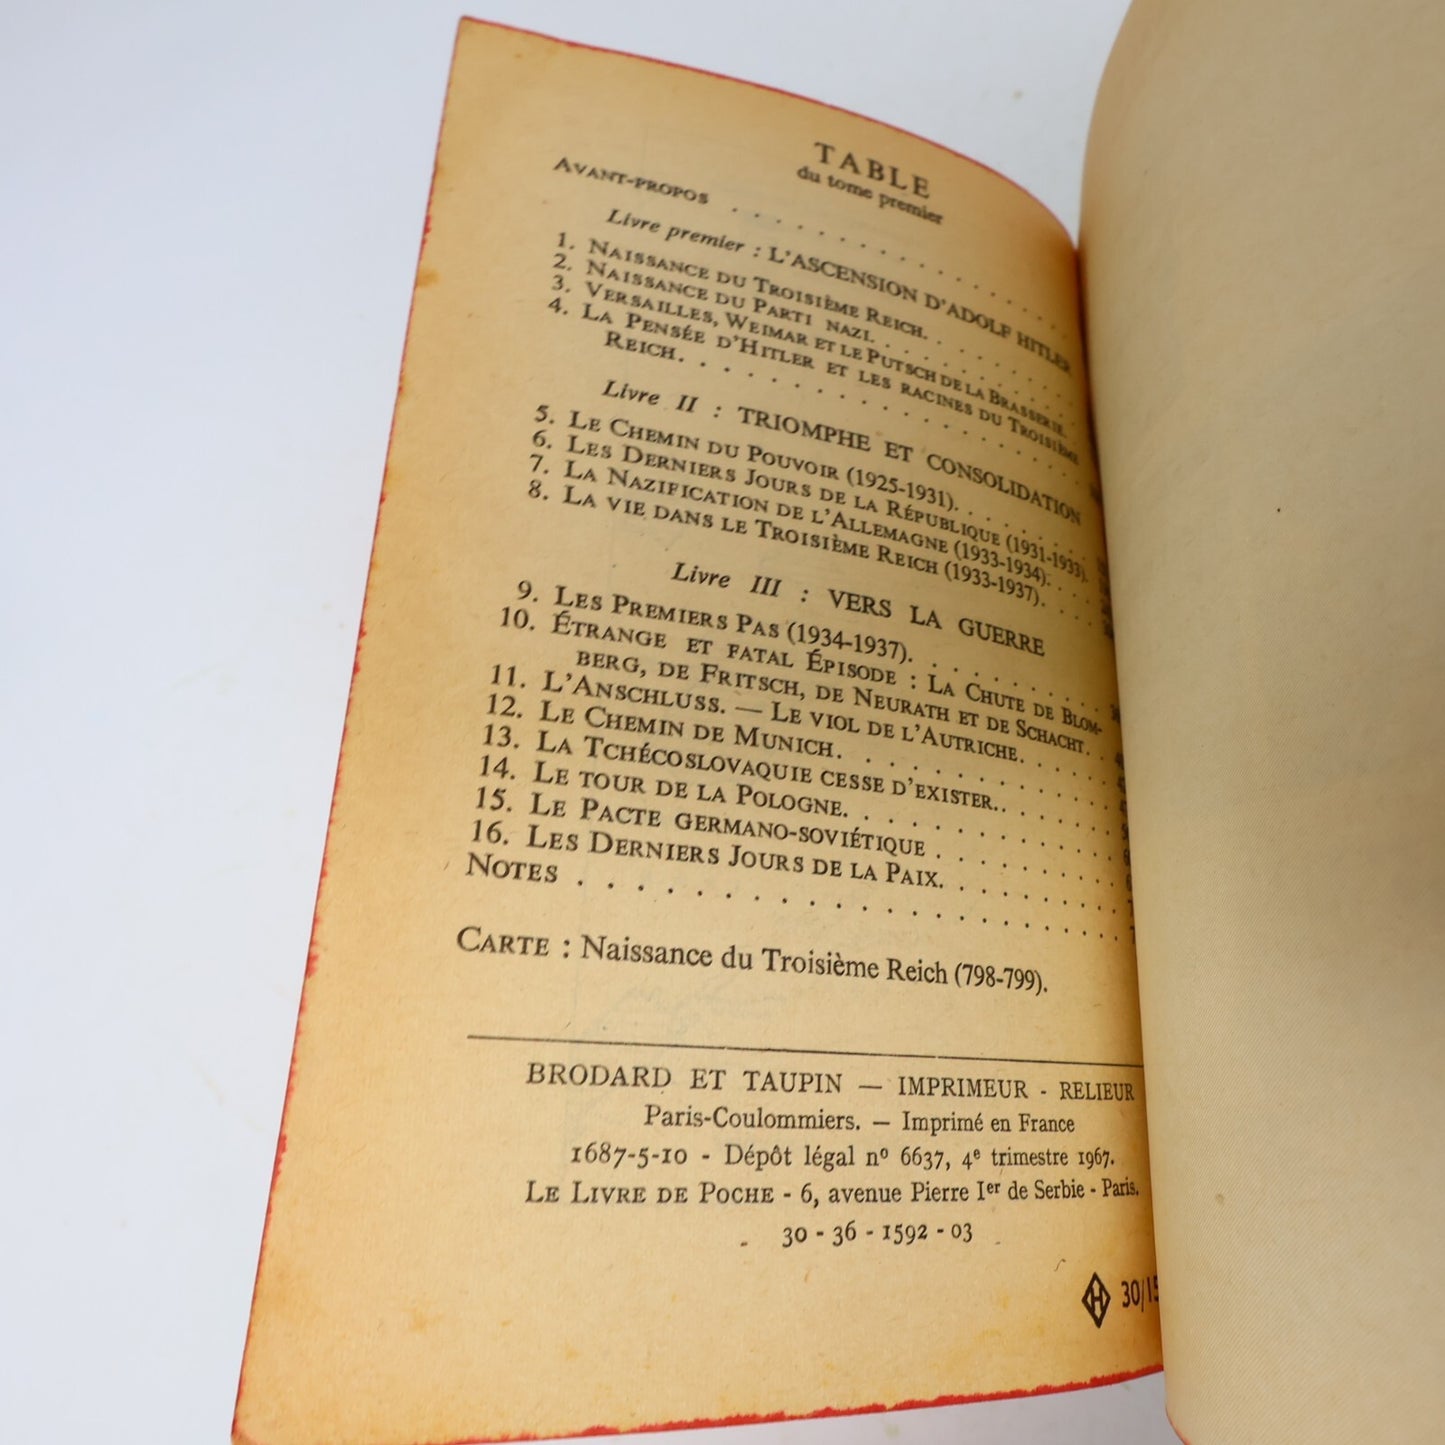 TABLE
du tome premier
AVANT-PROPOS . . . . . . . . . . . . . . .
Livre premier : L'ASCENSION D'ADOLF HITLER
1. NAISSANCE DU TROISIÈME REICH. . . . . . . .
2. NAISSANCE DU PARTI NAZI. . . . . . . . . .
3. VERSAILLES, WEIMAR ET LE PUTSCH DE LA BRASSERIE.
4. LA PENSÉE D'HITLER ET LES RACINES DU TROISIÈME
REICH. . . . . . . . . . . . . . . .
Livre II : TRIOMPHE ET CONSOLIDATION
5. LE CHEMIN DU POUVOIR (1925-1931). . . . . . .
6. LES DERNIERS JOURS DE LA RÉPUBLIQUE (1931-1933).
7. LA NAZIFICATION DE L'ALLEMAGNE (1933-1934). . .
8. LA VIE DANS LE TROISIÈME REICH (1933-1937). . . .
Livre III : VERS LA GUERRE
9. LES PREMIERS PAS (1934-1937). . . . . . . . .
10. ÉTRANGE ET FATAL ÉPISODE : LA CHUTE DE BLOM-
BERG, DE FRITSCH, DE NEURATH ET DE SCHACHT. .
11. L'ANSCHLUSS. — LE VIOL DE L'AUTRICHE. . . . .
12. LE CHEMIN DE MUNICH. . . . . . . . . . .
13. LA TCHÉCOSLOVAQUIE CESSE D'EXISTER. . . . . .
14. LE TOUR DE LA POLOGNE. . . . . . . . . . .
15. LE PACTE GERMANO-SOVIÉTIQUE . . . . . . . .
16. LES DERNIERS JOURS DE LA PAIX. . . . . . . .
NOTES . . . . . . . . . . . . . . . . . .
CARTE : Naissance du Troisième Reich (798-799).
BRODARD ET TAUPIN — IMPRIMEUR - RELIEUR
Paris-Coulommiers. — Imprimé en France
1687-5-10 - Dépôt légal nº 6637, 4e trimestre 1967.
LE LIVRE DE POCHE - 6, avenue Pierre Ier de Serbie - Paris.
30 - 36 - 1592 - 03
H 30/15